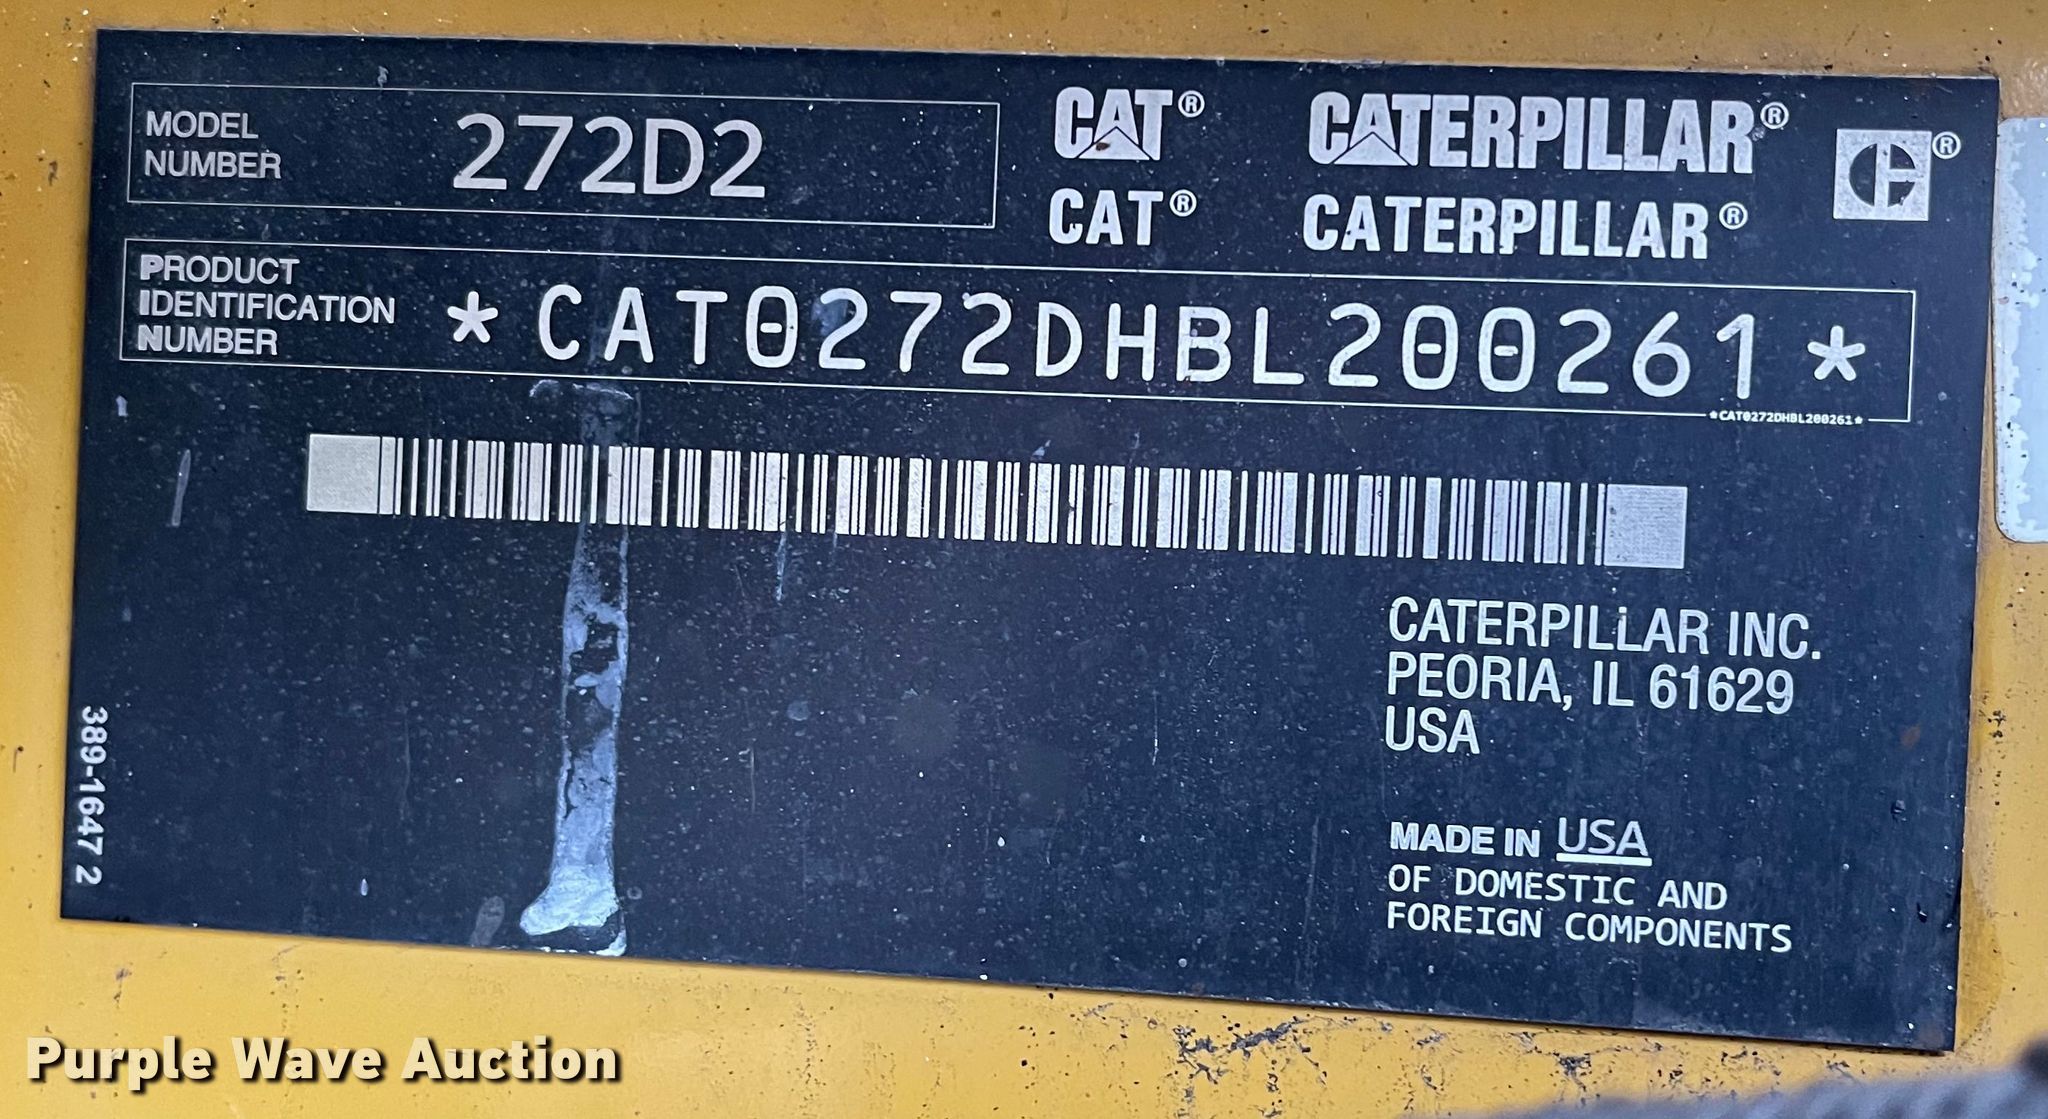 MODEL
NUMBER
272D2
CAT® CATERPILLAR® ®
CAT® CATERPILLAR®
PRODUCT
IDENTIFICATION
NUMBER
*CAT0272DHBL200261*
*CAT0272DHBL200261*
CATERPILLAR INC.
PEORIA, IL 61629
USA
MADE IN USA
OF DOMESTIC AND
FOREIGN COMPONENTS
389-1647 2
Purple Wave Auction